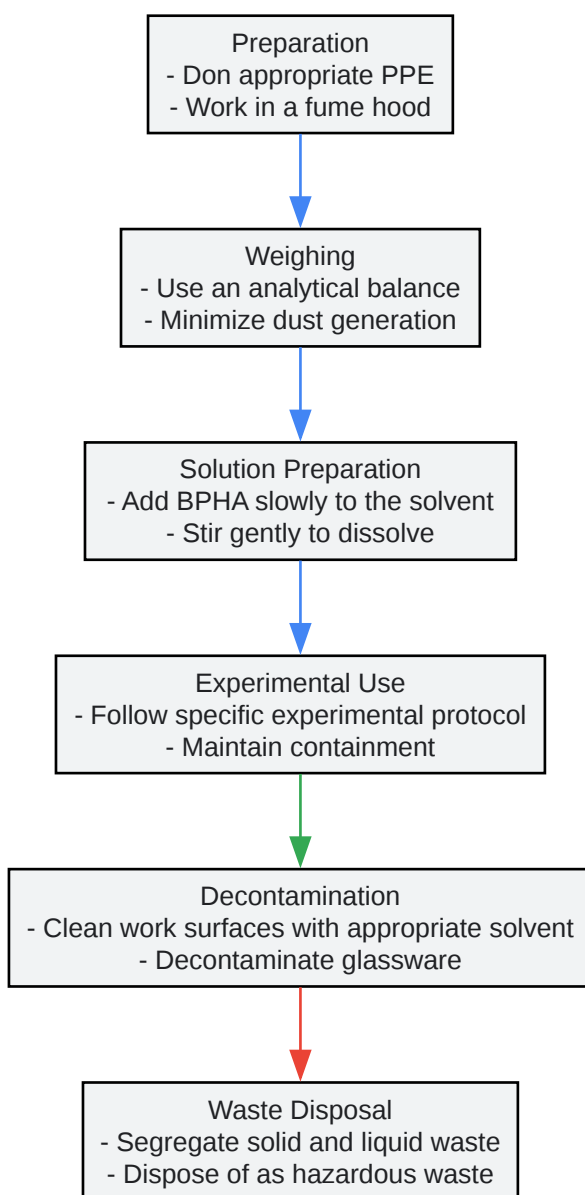 Preparation
- Don appropriate PPE
- Work in a fume hood
Weighing
- Use an analytical balance
- Minimize dust generation
Solution Preparation
- Add BPHA slowly to the solvent
- Stir gently to dissolve
Experimental Use
- Follow specific experimental protocol
- Maintain containment
Decontamination
- Clean work surfaces with appropriate solvent
- Decontaminate glassware
Waste Disposal
- Segregate solid and liquid waste
- Dispose of as hazardous waste